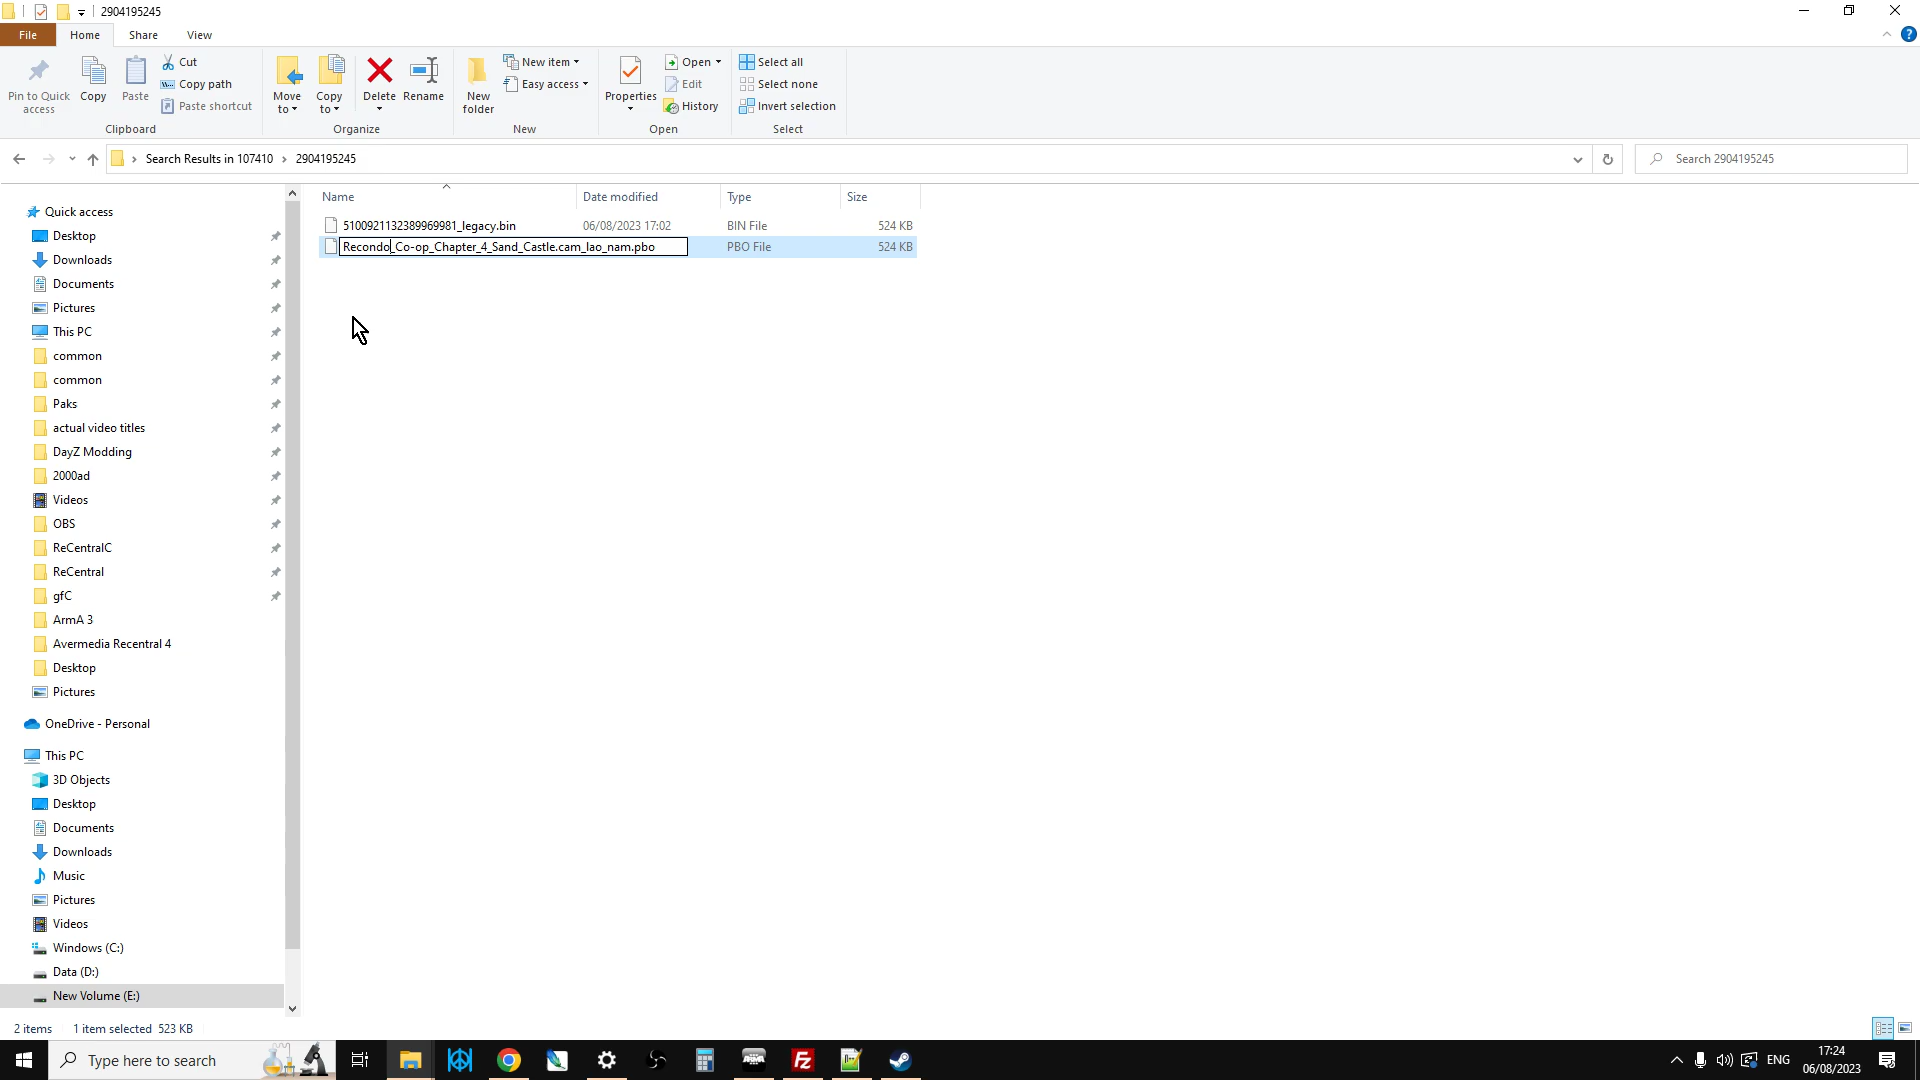 2904195245
File
Home
Share
View
Pin to Quick access
Copy
Paste
Cut
Copy path
Paste shortcut
Clipboard
Move to
Copy to
Delete
Rename
Organize
New folder
New item
Easy access
New
Properties
Open
Edit
History
Open
Select all
Select none
Invert selection
Select
Search Results in 107410 > 2904195245
Search 2904195245
Name
Date modified
Type
Size
5100921132389969981_legacy.bin
06/08/2023 17:02
BIN File
524 KB
Recondo_Co-op_Chapter_4_Sand_Castle.cam_lao_nam.pbo
PBO File
524 KB
Quick access
Desktop
Downloads
Documents
Pictures
This PC
common
common
Paks
actual video titles
DayZ Modding
2000ad
Videos
OBS
ReCentralC
ReCentral
gfC
ArmA 3
Avermedia Recentral 4
Desktop
Pictures
OneDrive - Personal
This PC
3D Objects
Desktop
Documents
Downloads
Music
Pictures
Videos
Windows (C:)
Data (D:)
New Volume (E:)
2 items
1 item selected 523 KB
Type here to search
ENG
17:24
06/08/2023